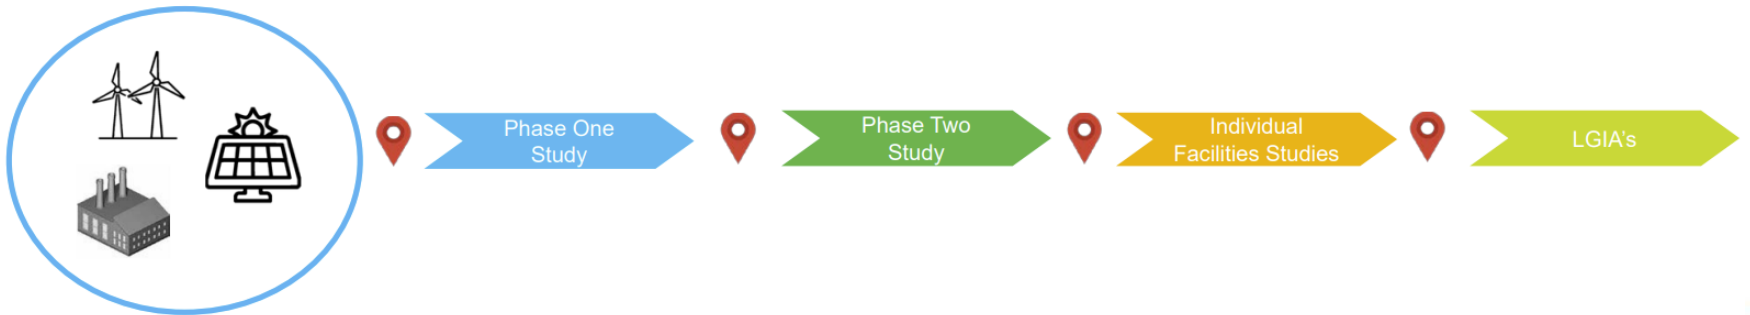 Phase One
Study
Phase Two
Study
Individual
Facilities Studies
LGIA's